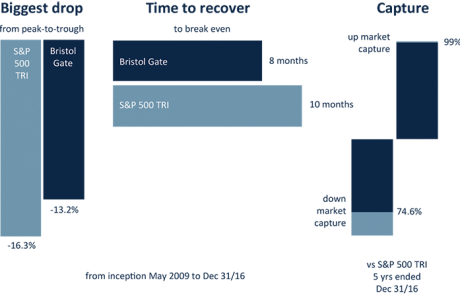 Biggest drop
from peak-to-trough
S&P
500
TRI
Bristol
Gate
-13.2%
-16.3%
Time to recover
to break even
Bristol Gate
8 months
S&P 500 TRI
10 months
from inception May 2009 to Dec 31/16
Capture
up market
capture
99%
down
market
capture
74.6%
vs S&P 500 TRI
5 yrs ended
Dec 31/16